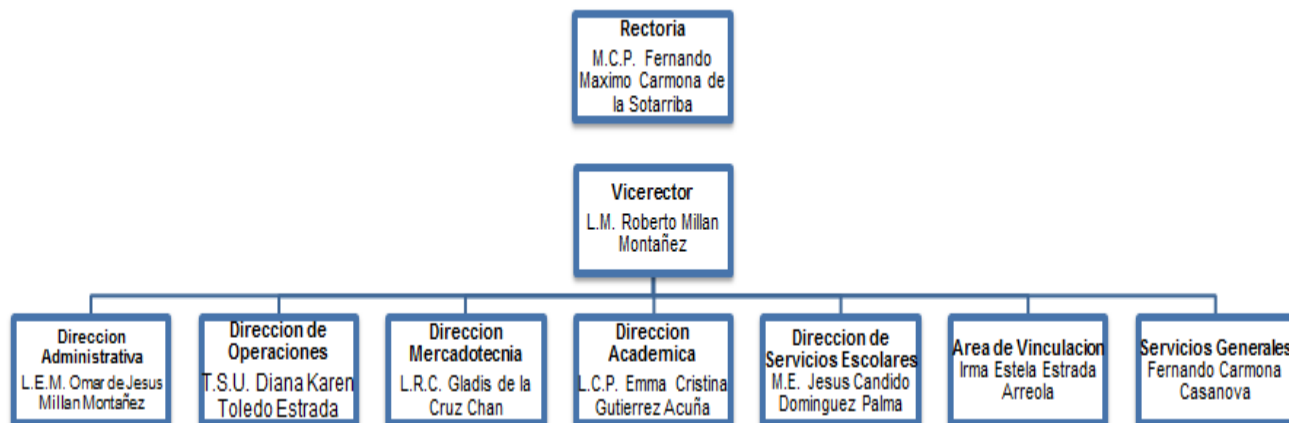 Rectoria
M.C.P. Fernando
Maximo Carmona de
la Sotarriba
Vicerector
L.M. Roberto Millan
Montañez
Direccion
Administrativa
L.E.M. Omar de Jesus
Millan Montañez
Direccion de
Operaciones
T.S.U. Diana Karen
Toledo Estrada
Direccion
Mercadotecnia
L.R.C. Gladis de la
Cruz Chan
Direccion
Academica
L.C.P. Emma Cristina
Gutierrez Acuña
Direccion de
Servicios Escolares
M.E. Jesus Candido
Dominguez Palma
Area de Vinculacion
Irma Estela Estrada
Arreola
Servicios Generales
Fernando Carmona
Casanova